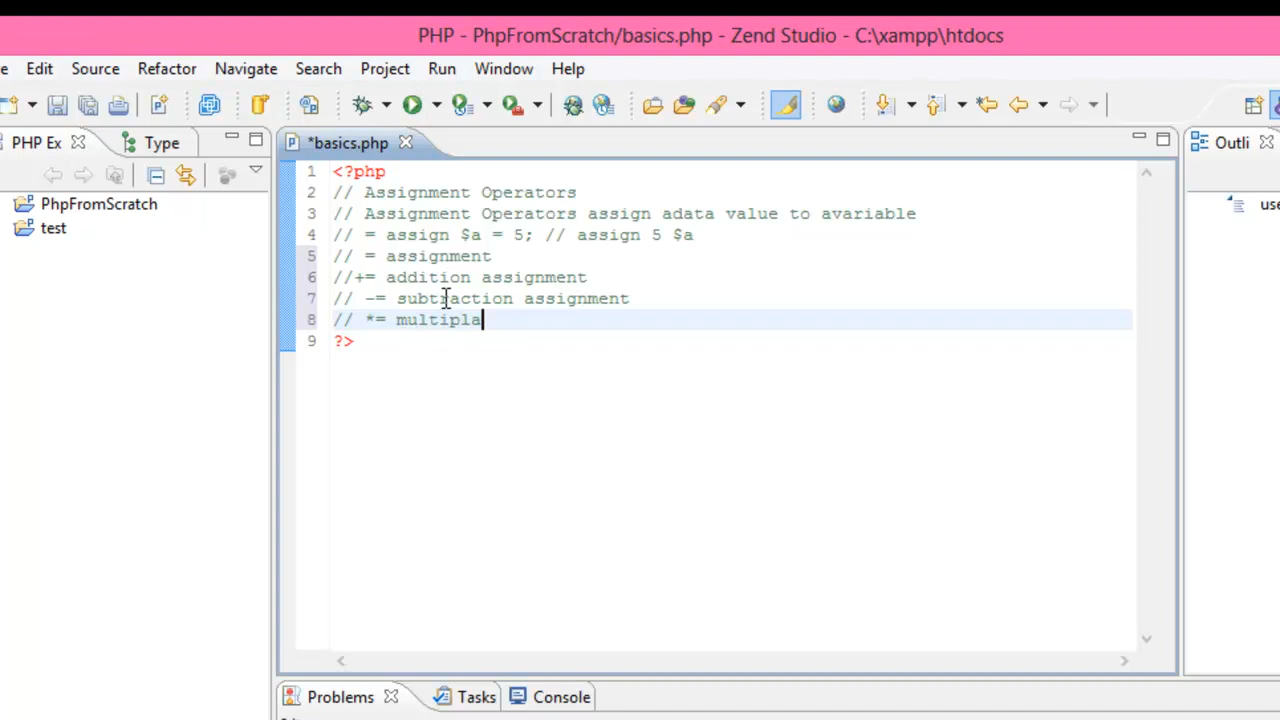 PHP - PhpFromScratch/basics.php - Zend Studio - C:\xampp\htdocs
e Edit Source Refactor Navigate Search Project Run Window Help
PHP Ex Type
*basics.php
Outli
PhpFromScratch
test
use
1 <?php
2 // Assignment Operators
3 // Assignment Operators assign adata value to avariable
4 // = assign $a = 5; // assign 5 $a
5 // = assignment
6 //+= addition assignment
7 // -= subtraction assignment
8 // *= multipla
9 ?>
Problems Tasks Console